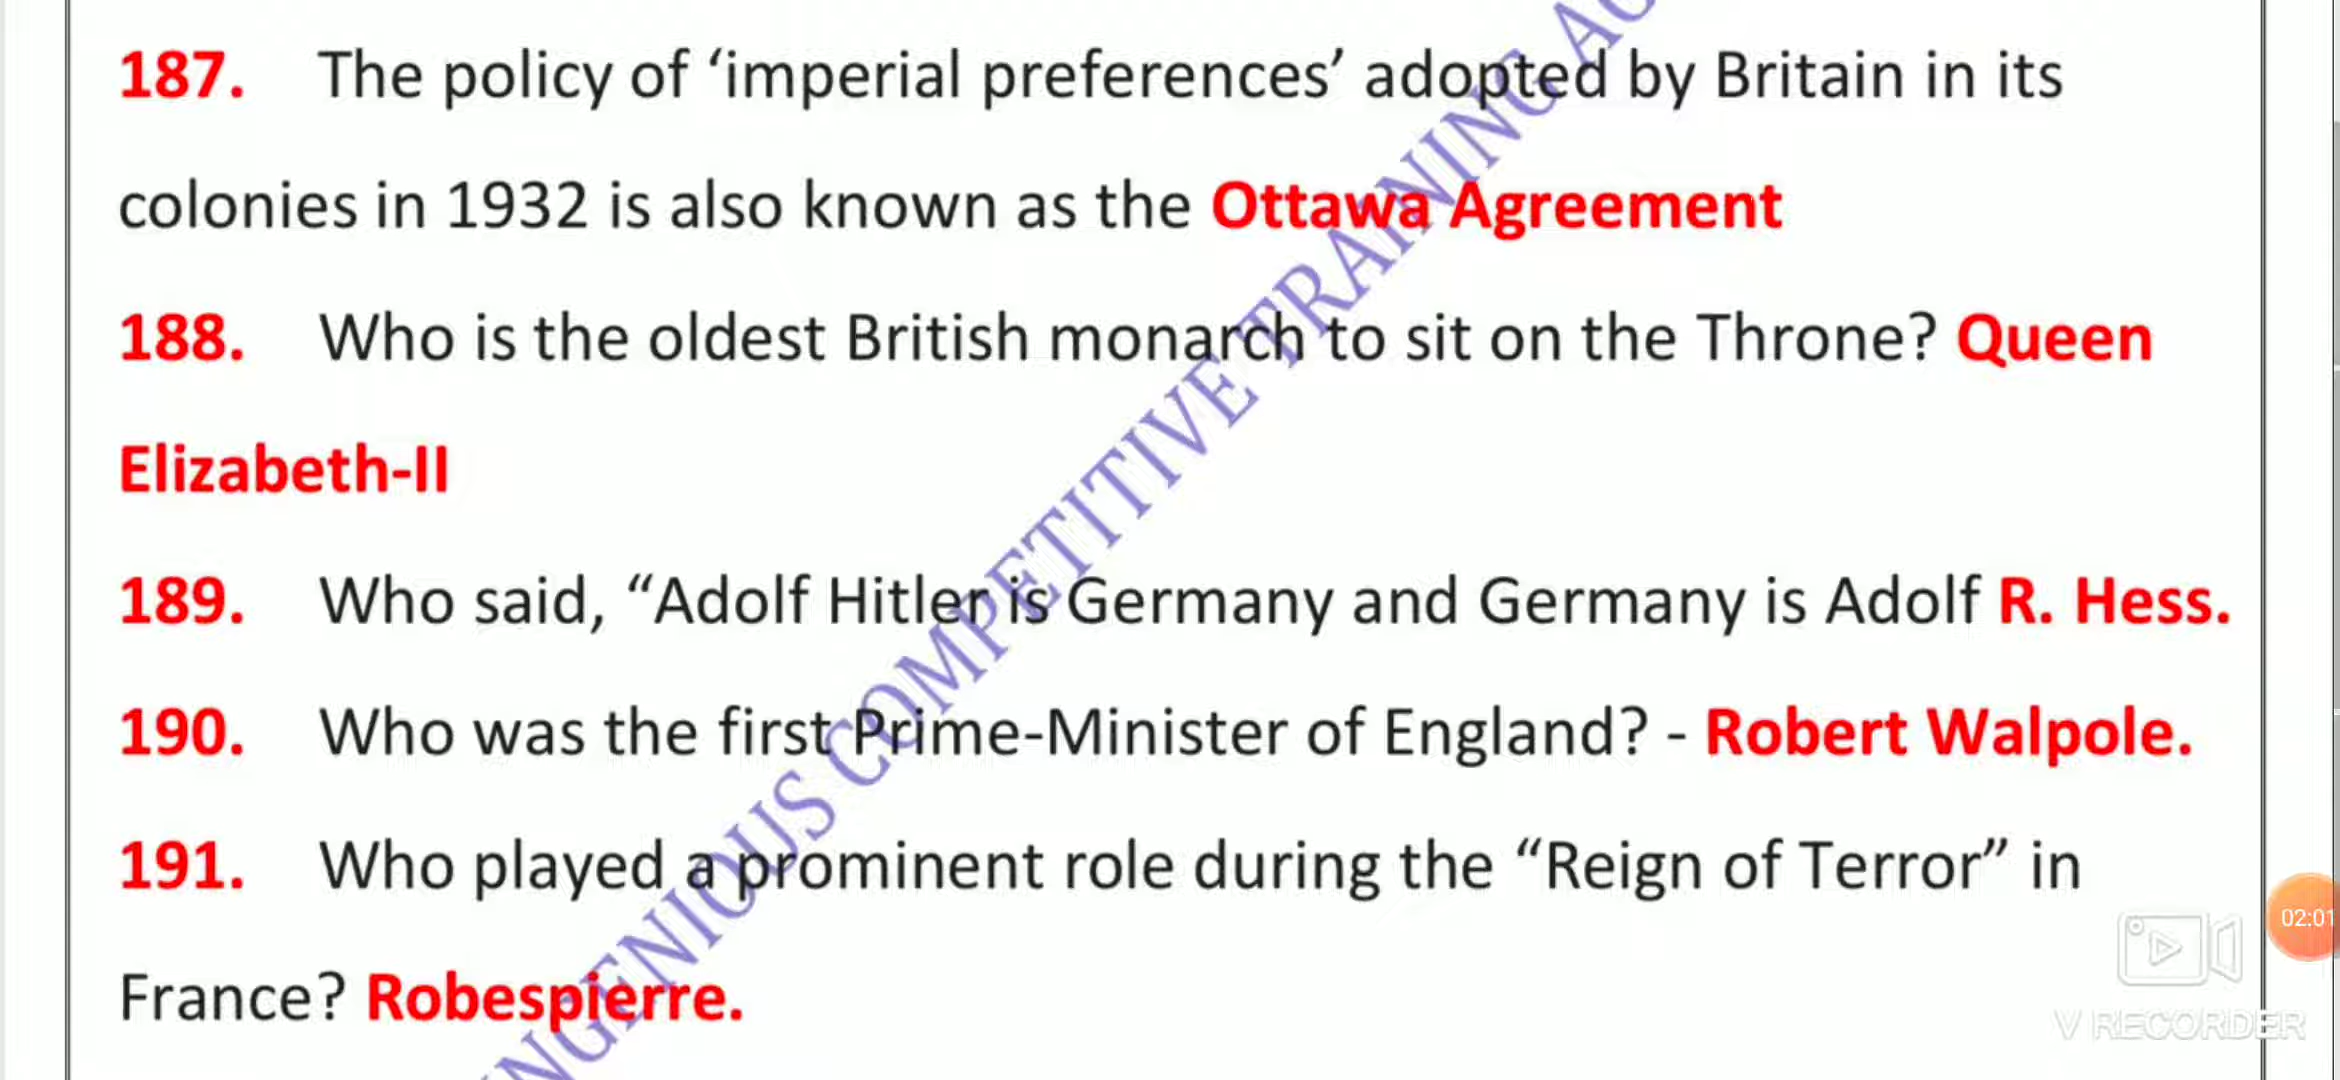 187. The policy of ‘imperial preferences’ adopted by Britain in its
colonies in 1932 is also known as the Ottawa Agreement
188. Who is the oldest British monarch to sit on the Throne? Queen
Elizabeth-II
189. Who said, “Adolf Hitler is Germany and Germany is Adolf R. Hess.
190. Who was the first Prime-Minister of England? - Robert Walpole.
191. Who played a prominent role during the “Reign of Terror” in
France? Robespierre.
INGENIOUS COMPETITIVE TRAINING AC
02:01
V RECORDER